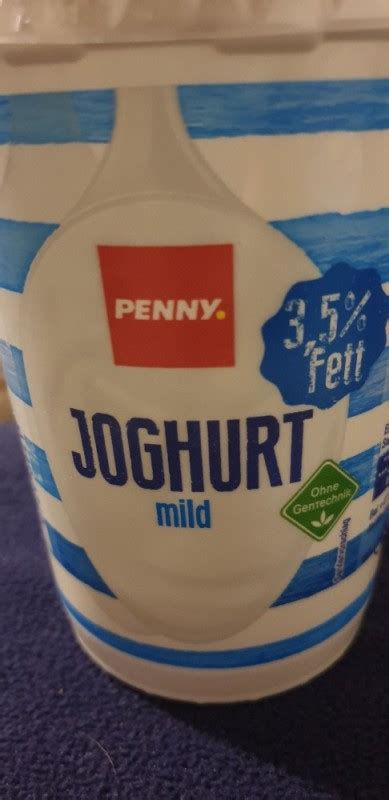 PENNY.
3,5%
Fett
JOGHURT
mild
Ohne
Gentechnik